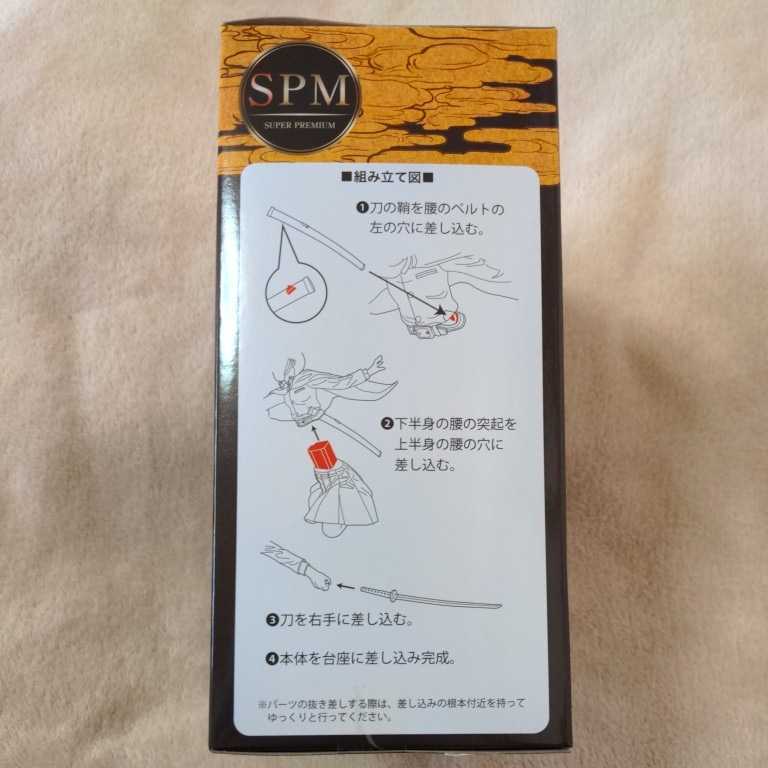 SPM
SUPER PREMIUM
■組み立て図■
❶刀の鞘を腰のベルトの
左の穴に差し込む。
❷下半身の腰の突起を
上半身の腰の穴に
差し込む。
❸刀を右手に差し込む。
❹本体を台座に差し込み完成。
※パーツの抜き差しする際は、差し込みの根本付近を持って
ゆっくりと行ってください。